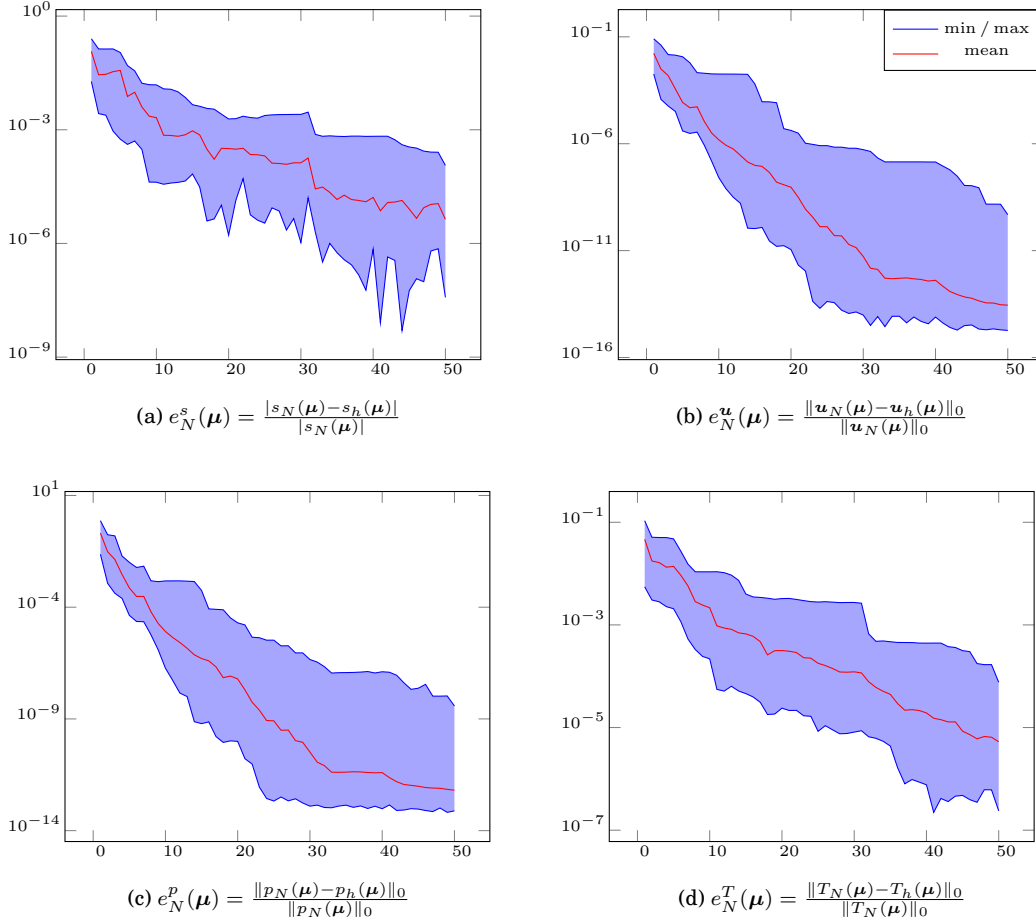 10^0
10^{-3}
10^{-6}
10^{-9}
0 10 20 30 40 50
(a) e_N^s(μ) = |s_N(μ)−s_h(μ)| / |s_N(μ)|
min / max
mean
10^{-1}
10^{-6}
10^{-11}
10^{-16}
0 10 20 30 40 50
(b) e_N^u(μ) = ‖u_N(μ)−u_h(μ)‖_0 / ‖u_N(μ)‖_0
10^1
10^{-4}
10^{-9}
10^{-14}
0 10 20 30 40 50
(c) e_N^p(μ) = ‖p_N(μ)−p_h(μ)‖_0 / ‖p_N(μ)‖_0
10^{-1}
10^{-3}
10^{-5}
10^{-7}
0 10 20 30 40 50
(d) e_N^T(μ) = ‖T_N(μ)−T_h(μ)‖_0 / ‖T_N(μ)‖_0